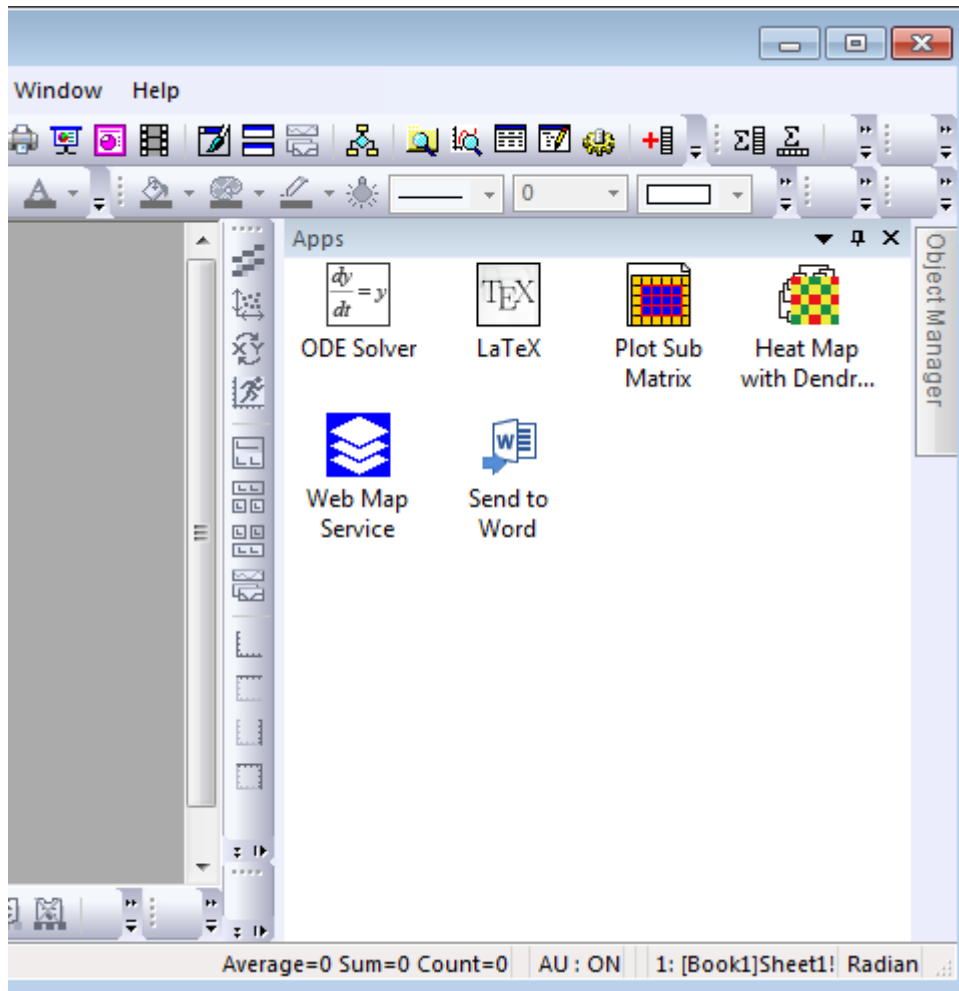 Window Help
A 0
Apps
Object Manager
dy
dt = y
TEX
ODE Solver LaTeX Plot Sub Matrix Heat Map with Dendr...
Web Map Service Send to Word
Average=0 Sum=0 Count=0 AU : ON 1: [Book1]Sheet1! Radian